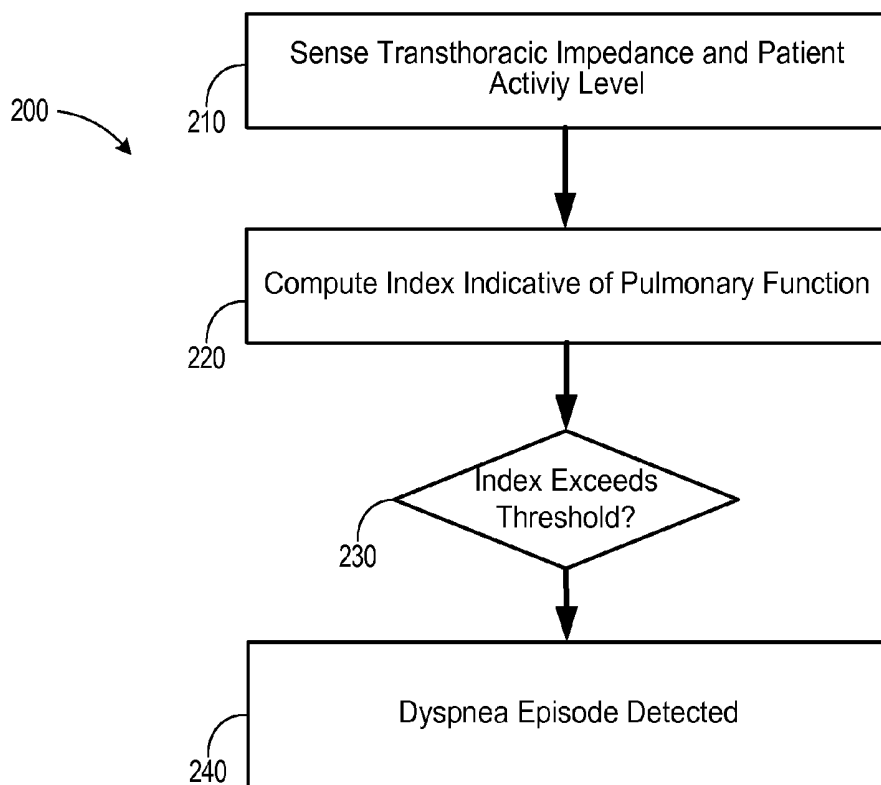 Sense Transthoracic Impedance and Patient
Activiy Level
200
210
Compute Index Indicative of Pulmonary Function
220
Index Exceeds
Threshold?
230
Dyspnea Episode Detected
240